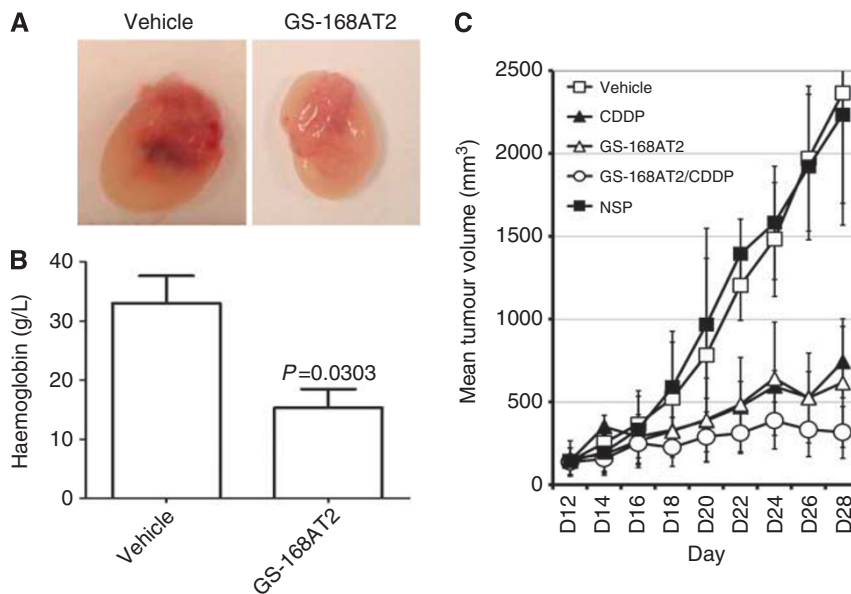 A
Vehicle
GS-168AT2
B
Haemoglobin (g/L)
40
30
20
10
0
P=0.0303
Vehicle
GS-168AT2
C
Mean tumour volume (mm³)
2500
2000
1500
1000
500
0
Vehicle
CDDP
GS-168AT2
GS-168AT2/CDDP
NSP
D12
D14
D16
D18
D20
D22
D24
D26
D28
Day